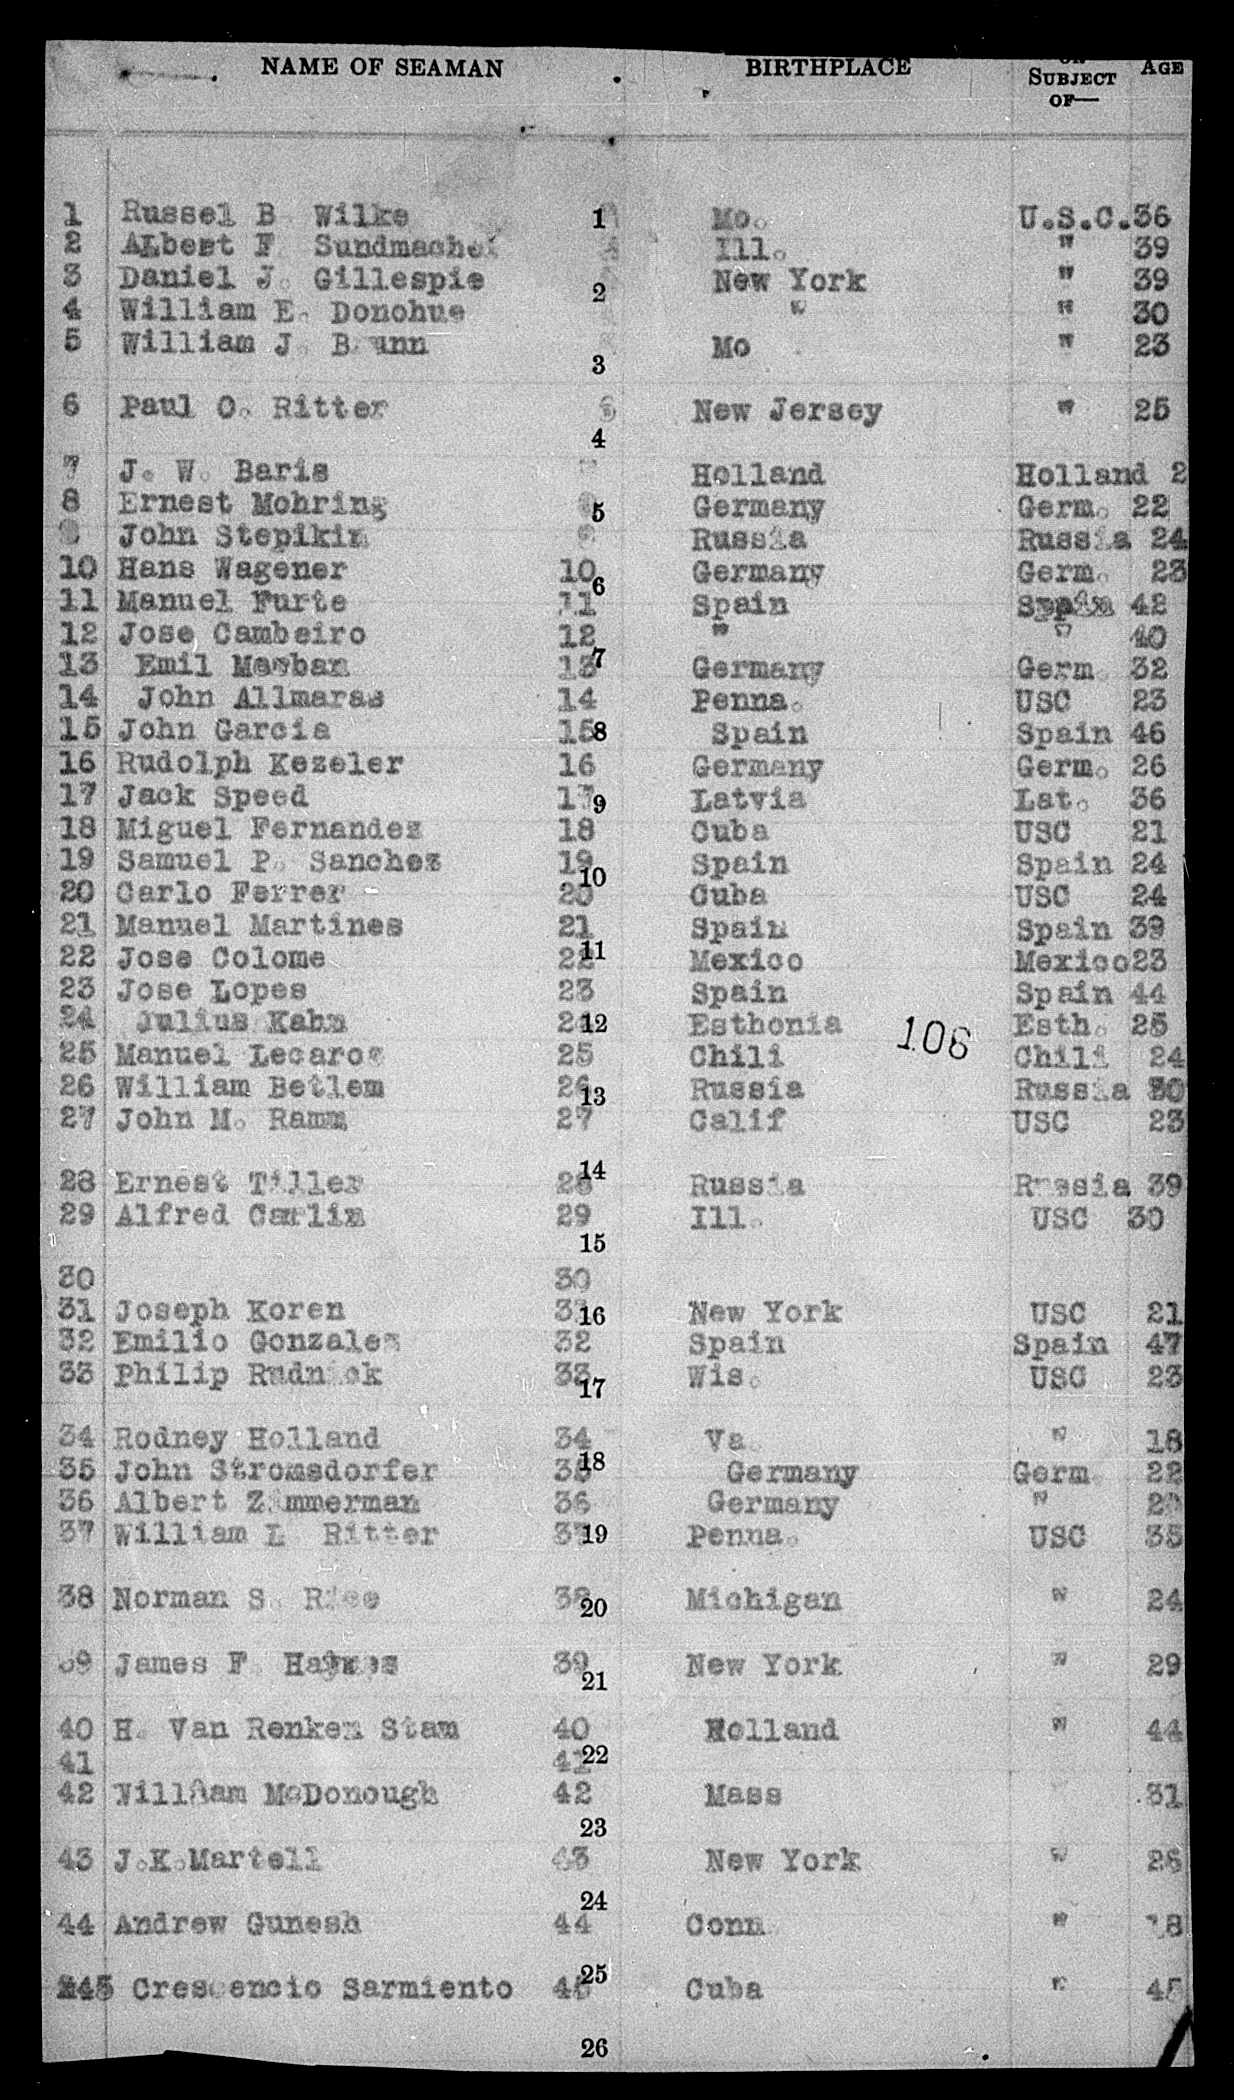 NAME OF SEAMAN BIRTHPLACE SUBJECT OF— AGE
1 Russel B Wilke 1 Mo. U.S.C. 36
2 ALbert F Sundmacher Ill. " 39
3 Daniel J. Gillespie 2 New York " 39
4 William E. Donohue " " 30
5 William J. B unn 3 Mo " 23
6 Paul O. Ritter 6 New Jersey " 25
4
7 J. W. Baris Holland Holland 2
8 Ernest Mohring 5 Germany Germ. 22
John Stepikin Russia Russia 24
10 Hans Wagener 10 6 Germany Germ. 23
11 Manuel Furte 11 Spain Spain 42
12 Jose Cambeiro 12 " " 40
13 Emil 13 7 Germany Germ. 32
14 John Allmaras 14 Penna. USC 23
15 John Garcia 15 8 Spain Spain 46
16 Rudolph Kezeler 16 Germany Germ. 26
17 Jack Speed 17 9 Latvia Lat. 36
18 Miguel Fernandez 18 Cuba USC 21
19 Samuel P. Sanchez 19 10 Spain Spain 24
20 Carlo Ferrer 20 Cuba USC 24
21 Manuel Martines 21 Spain Spain 39
22 Jose Colome 22 11 Mexico Mexico 23
23 Jose Lopes 23 Spain Spain 44
24 Julius Kahn 24 12 Esthonia 106 Esth. 25
25 Manuel Lecaros 25 Chili Chili 24
26 William Betlem 26 13 Russia Russia 30
27 John M. Ramm 27 Calif USC 23
28 Ernest Tiller 28 14 Russia Russia 39
29 Alfred Carlin 29 Ill. USC 30
15
30 30
31 Joseph Koren 31 16 New York USC 21
32 Emilio Gonzales 32 Spain Spain 47
33 Philip Rudnick 33 17 Wis. USC 23
34 Rodney Holland 34 Va. " 18
35 John Stromsdorfer 35 18 Germany Germ. 22
36 Albert Zimmerman 36 Germany "
37 William L Ritter 37 19 Penna. USC 35
38 Norman S. Rice 38 20 Michigan " 24
39 James F. Haynes 39 21 New York " 29
40 H. Van Renken Stam 40 Holland " 44
41 41 22
42 William McDonough 42 Mass 31
23
43 J.K.Martell 43 New York " 26
24
44 Andrew Gunesh 44 Conn. " 18
45 Crescencio Sarmiento 45 25 Cuba " 45
26